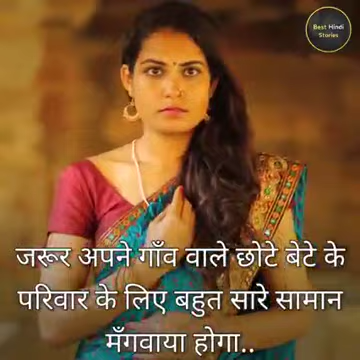 Best Hindi
Stories
जरूर अपने गाँव वाले छोटे बेटे के
परिवार के लिए बहुत सारे सामान
मँगवाया होगा..